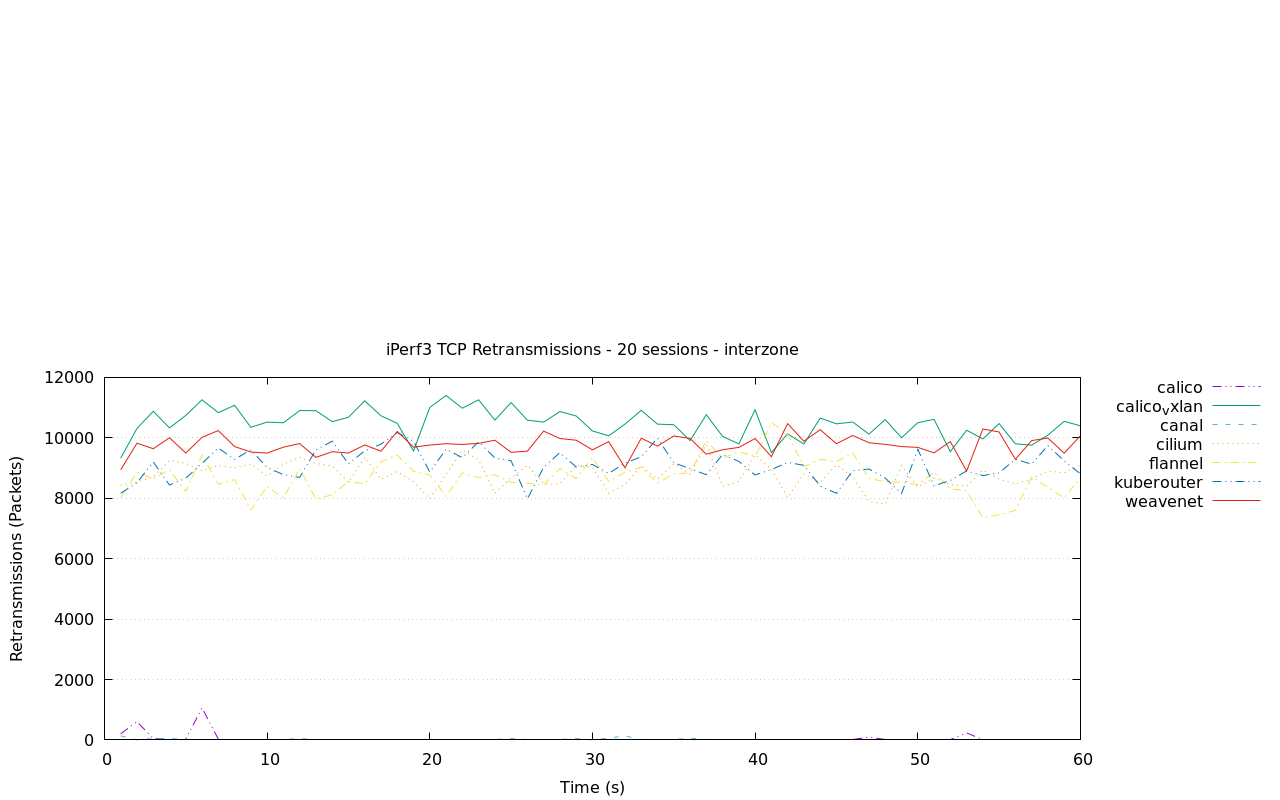 iPerf3 TCP Retransmissions - 20 sessions - interzone
12000
10000
8000
6000
4000
2000
0
Retransmissions (Packets)
0 10 20 30 40 50 60
Time (s)
calico
calicovxlan
canal
cilium
flannel
kuberouter
weavenet